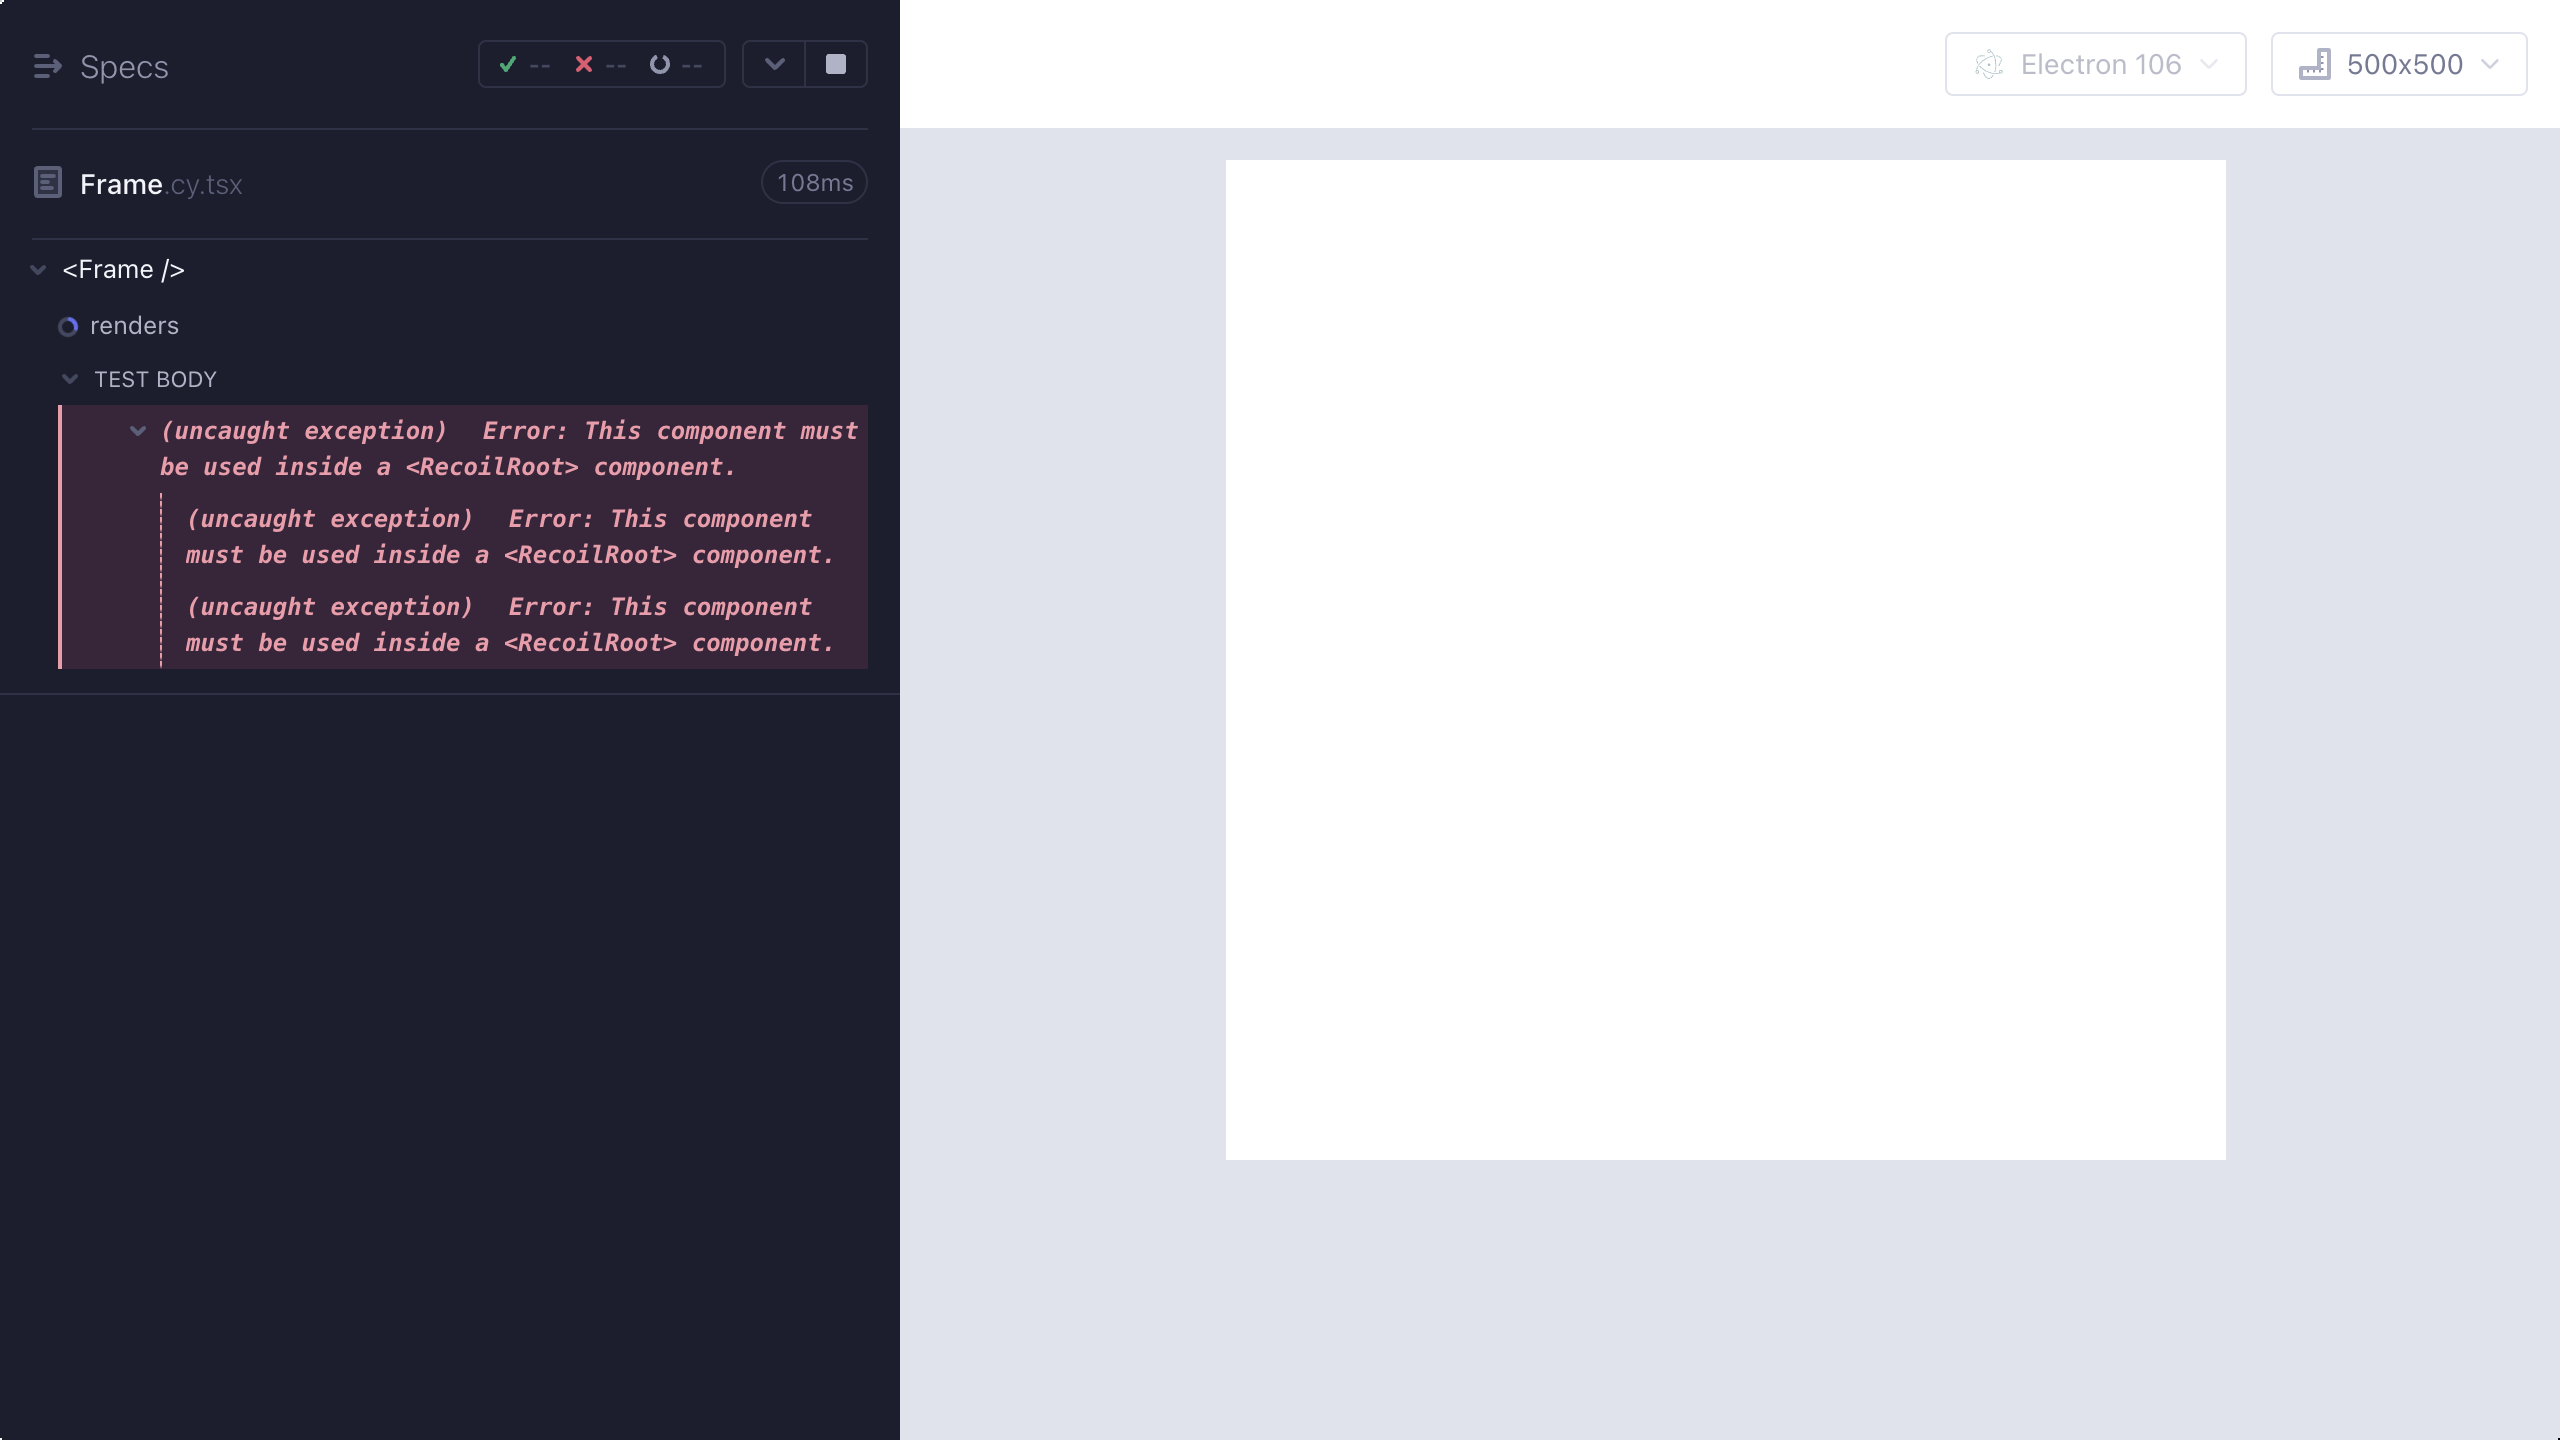 Specs
--
--
--
Electron 106
500x500
Frame.cy.tsx
108ms
<Frame />
renders
TEST BODY
(uncaught exception) Error: This component must
be used inside a <RecoilRoot> component.
(uncaught exception) Error: This component
must be used inside a <RecoilRoot> component.
(uncaught exception) Error: This component
must be used inside a <RecoilRoot> component.